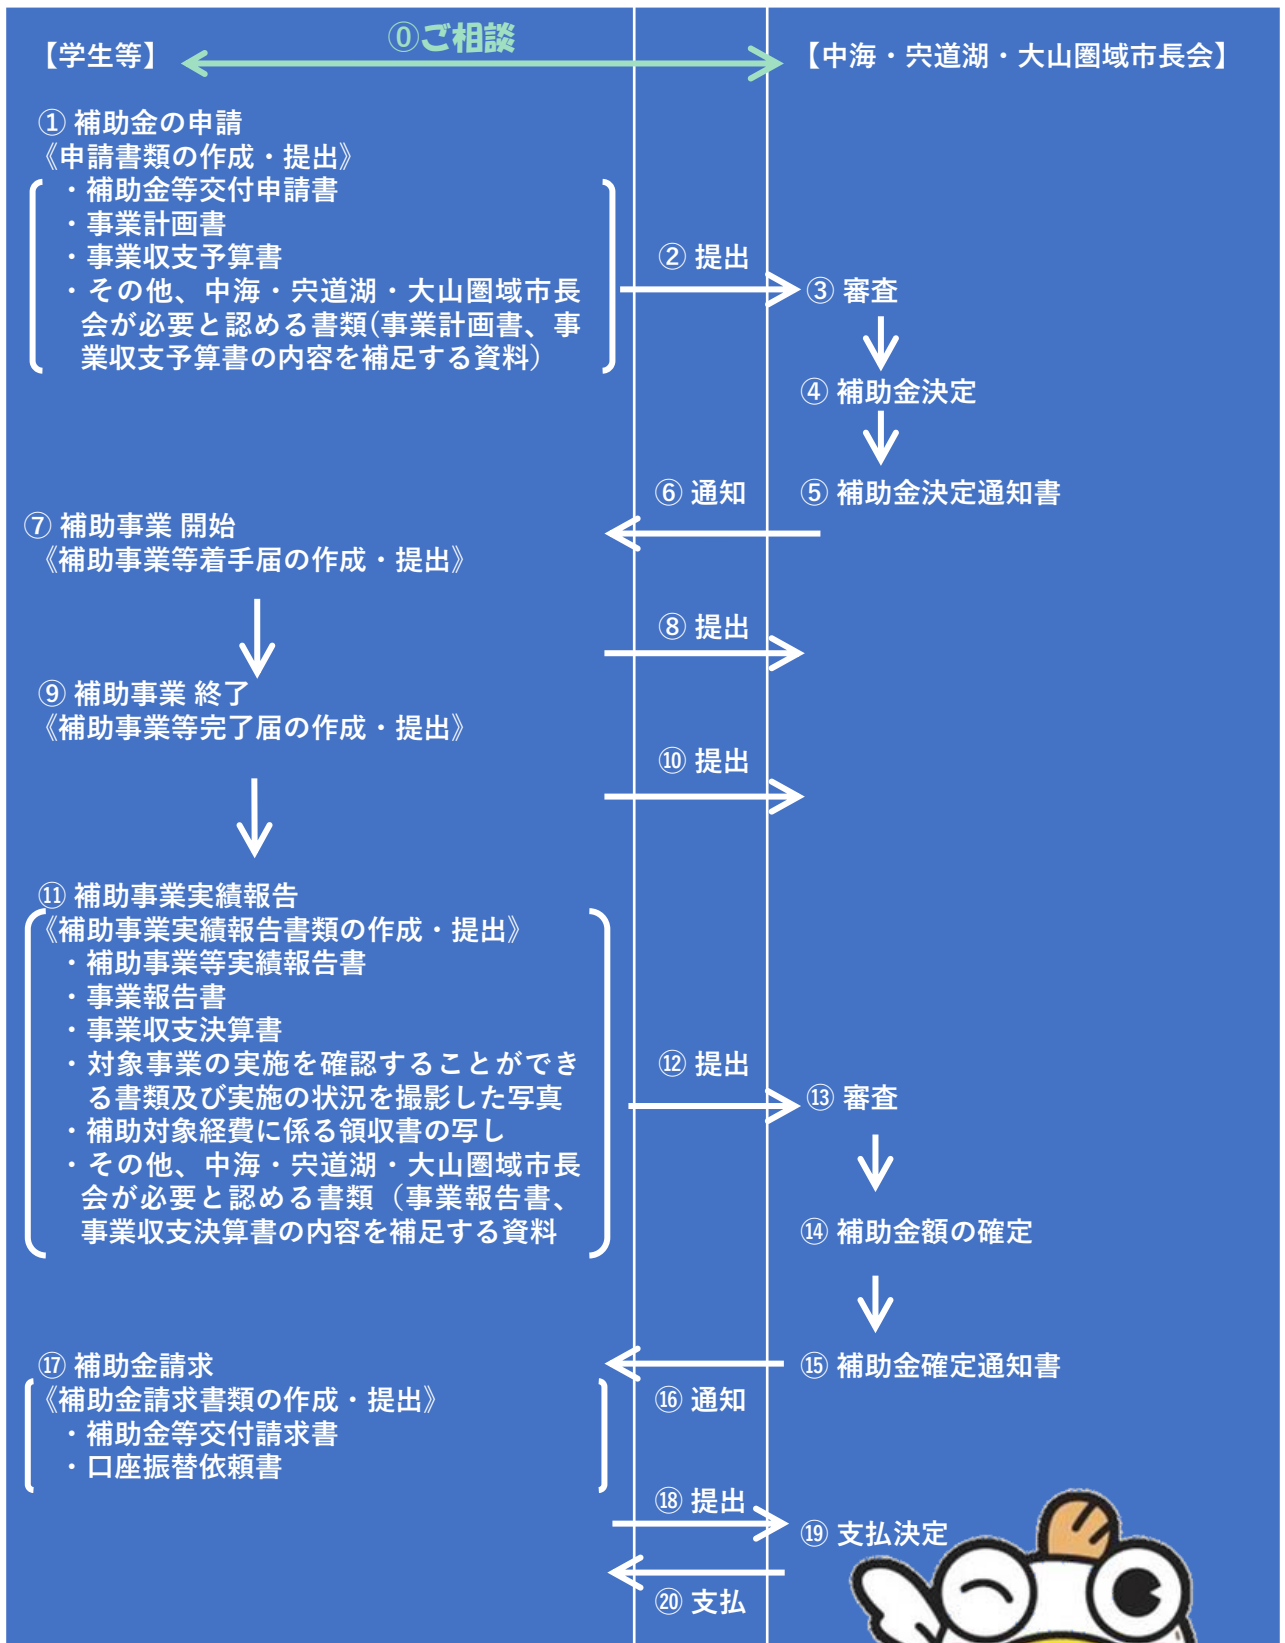 ⓪ご相談
【学生等】
【中海・宍道湖・大山圏域市長会】
① 補助金の申請
《申請書類の作成・提出》
・補助金等交付申請書
・事業計画書
・事業収支予算書
・その他、中海・宍道湖・大山圏域市長
会が必要と認める書類(事業計画書、事
業収支予算書の内容を補足する資料)
② 提出
③ 審査
④ 補助金決定
⑤ 補助金決定通知書
⑥ 通知
⑦ 補助事業 開始
《補助事業等着手届の作成・提出》
⑧ 提出
⑨ 補助事業 終了
《補助事業等完了届の作成・提出》
⑩ 提出
⑪ 補助事業実績報告
《補助事業実績報告書類の作成・提出》
・補助事業等実績報告書
・事業報告書
・事業収支決算書
・対象事業の実施を確認することができ
る書類及び実施の状況を撮影した写真
・補助対象経費に係る領収書の写し
・その他、中海・宍道湖・大山圏域市長
会が必要と認める書類（事業報告書、
事業収支決算書の内容を補足する資料
⑫ 提出
⑬ 審査
⑭ 補助金額の確定
⑮ 補助金確定通知書
⑯ 通知
⑰ 補助金請求
《補助金請求書類の作成・提出》
・補助金等交付請求書
・口座振替依頼書
⑱ 提出
⑲ 支払決定
⑳ 支払